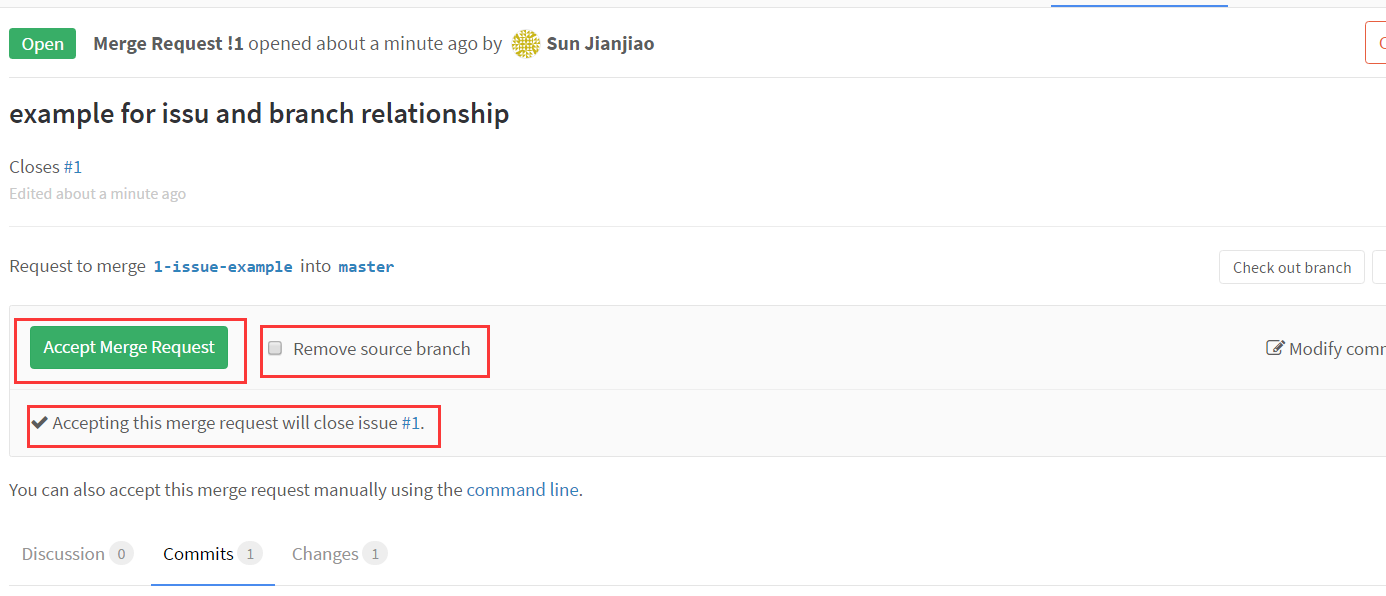 Open Merge Request !1 opened about a minute ago by Sun Jianjiao
example for issu and branch relationship
Closes #1
Edited about a minute ago
Request to merge 1-issue-example into master Check out branch
Accept Merge Request Remove source branch Modify
Accepting this merge request will close issue #1.
You can also accept this merge request manually using the command line.
Discussion 0 Commits 1 Changes 1